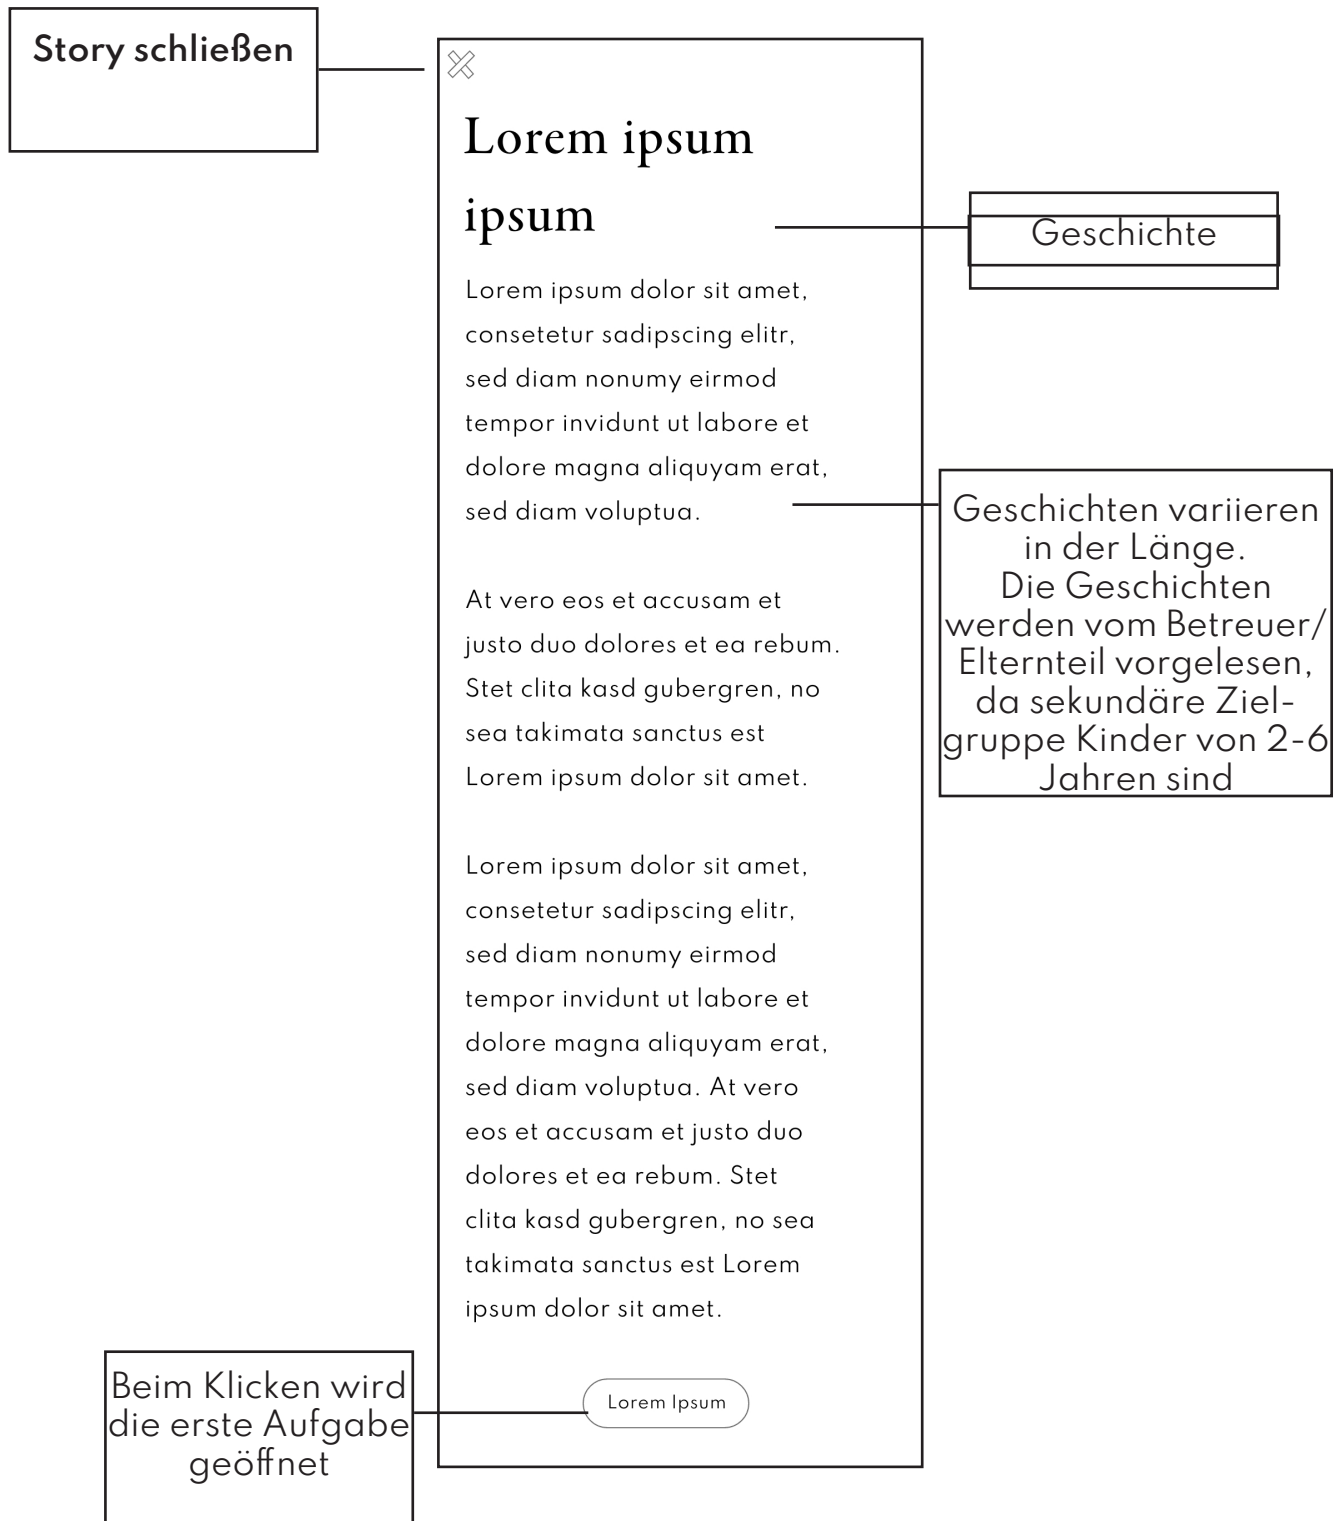 Story schließen
Lorem ipsum
ipsum
Geschichte
Lorem ipsum dolor sit amet,
consetetur sadipscing elitr,
sed diam nonumy eirmod
tempor invidunt ut labore et
dolore magna aliquyam erat,
sed diam voluptua.
Geschichten variieren
in der Länge.
Die Geschichten
werden vom Betreuer/
Elternteil vorgelesen,
da sekundäre Ziel-
gruppe Kinder von 2-6
Jahren sind
At vero eos et accusam et
justo duo dolores et ea rebum.
Stet clita kasd gubergren, no
sea takimata sanctus est
Lorem ipsum dolor sit amet.
Lorem ipsum dolor sit amet,
consetetur sadipscing elitr,
sed diam nonumy eirmod
tempor invidunt ut labore et
dolore magna aliquyam erat,
sed diam voluptua. At vero
eos et accusam et justo duo
dolores et ea rebum. Stet
clita kasd gubergren, no sea
takimata sanctus est Lorem
ipsum dolor sit amet.
Beim Klicken wird
die erste Aufgabe
geöffnet
Lorem Ipsum